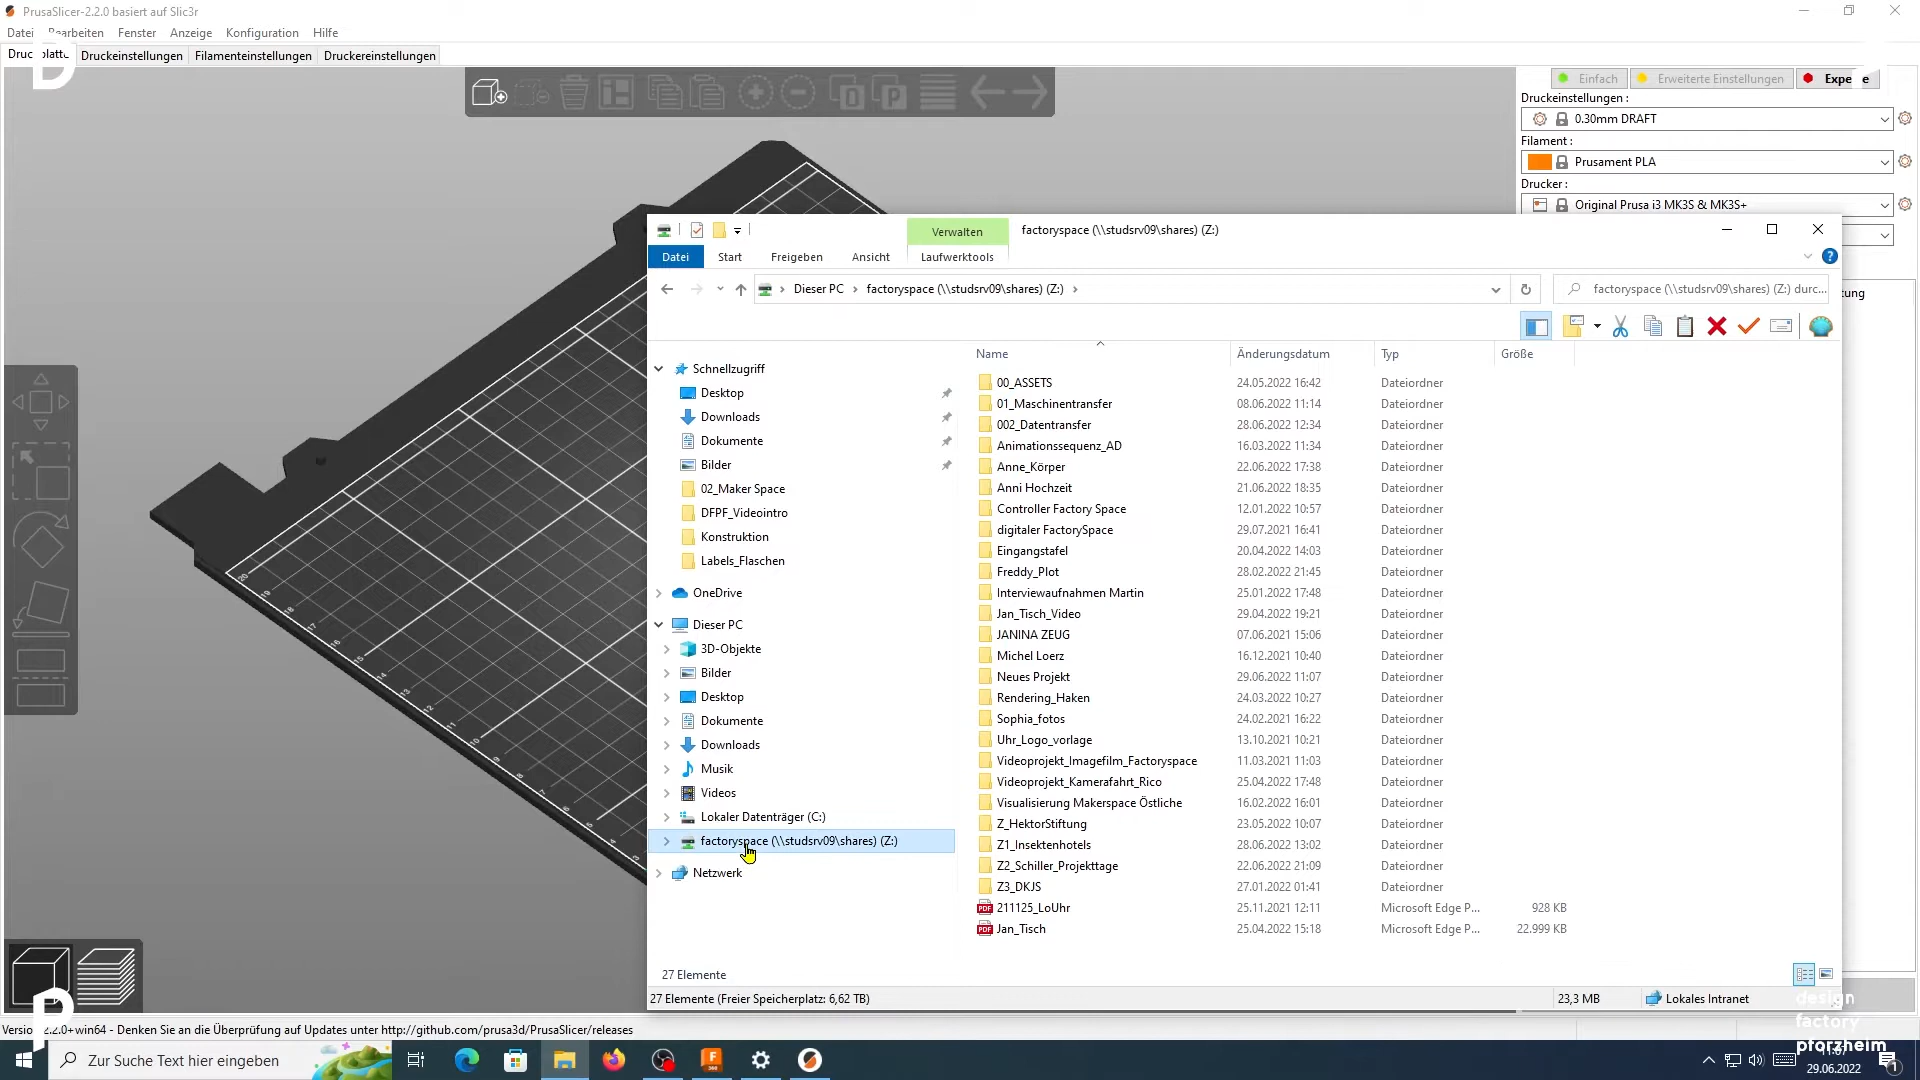 PrusaSlicer-2.2.0 basiert auf Slic3r
Datei Bearbeiten Fenster Anzeige Konfiguration Hilfe
Druckeinstellungen Filamenteinstellungen Druckereinstellungen
Einfach Erweiterte Einstellungen
Druckeinstellungen :
0.30mm DRAFT
Filament :
Prusament PLA
Drucker :
Original Prusa i3 MK3S & MK3S+
Verwalten factoryspace (\\studsrv09\shares) (Z:)
Datei Start Freigeben Ansicht Laufwerktools
Dieser PC › factoryspace (\\studsrv09\shares) (Z:) ›
factoryspace (\\studsrv09\shares) (Z:) durc...
Name Änderungsdatum Typ Größe
Schnellzugriff
Desktop
Downloads
Dokumente
Bilder
02_Maker Space
DFPF_Videointro
Konstruktion
Labels_Flaschen
OneDrive
Dieser PC
3D-Objekte
Bilder
Desktop
Dokumente
Downloads
Musik
Videos
Lokaler Datenträger (C:)
factoryspace (\\studsrv09\shares) (Z:)
Netzwerk
00_ASSETS 24.05.2022 16:42 Dateiordner
01_Maschinentransfer 08.06.2022 11:14 Dateiordner
002_Datentransfer 28.06.2022 12:34 Dateiordner
Animationssequenz_AD 16.03.2022 11:34 Dateiordner
Anne_Körper 22.06.2022 17:38 Dateiordner
Anni Hochzeit 21.06.2022 18:35 Dateiordner
Controller Factory Space 12.01.2022 10:57 Dateiordner
digitaler FactorySpace 29.07.2021 16:41 Dateiordner
Eingangstafel 20.04.2022 14:03 Dateiordner
Freddy_Plot 28.02.2022 21:45 Dateiordner
Interviewaufnahmen Martin 25.01.2022 17:48 Dateiordner
Jan_Tisch_Video 29.04.2022 19:21 Dateiordner
JANINA ZEUG 07.06.2021 15:06 Dateiordner
Michel Loerz 16.12.2021 10:40 Dateiordner
Neues Projekt 29.06.2022 11:07 Dateiordner
Rendering_Haken 24.03.2022 10:27 Dateiordner
Sophia_fotos 24.02.2021 16:22 Dateiordner
Uhr_Logo_vorlage 13.10.2021 10:21 Dateiordner
Videoprojekt_Imagefilm_Factoryspace 11.03.2021 11:03 Dateiordner
Videoprojekt_Kamerafahrt_Rico 25.04.2022 17:48 Dateiordner
Visualisierung Makerspace Östliche 16.02.2022 16:01 Dateiordner
Z_HektorStiftung 23.05.2022 10:07 Dateiordner
Z1_Insektenhotels 28.06.2022 13:02 Dateiordner
Z2_Schiller_Projekttage 22.06.2022 21:09 Dateiordner
Z3_DKJS 27.01.2022 01:41 Dateiordner
211125_LoUhr 25.11.2021 12:11 Microsoft Edge P... 928 KB
Jan_Tisch 25.04.2022 15:18 Microsoft Edge P... 22.999 KB
27 Elemente
27 Elemente (Freier Speicherplatz: 6,62 TB) 23,3 MB Lokales Intranet
2.2.0+win64 - Denken Sie an die Überprüfung auf Updates unter http://github.com/prusa3d/PrusaSlicer/releases
design
factory
pforzheim
Zur Suche Text hier eingeben
29.06.2022